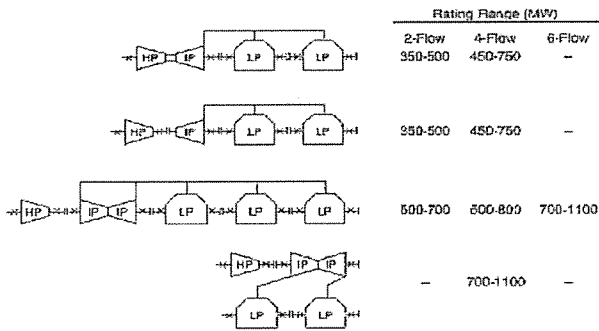 Rating Range (MW)
2-Flow 4-Flow 6-Flow
HP IP LP LP 350-500 450-750 –
HP IP LP LP 350-500 450-750 –
HP IP IP LP LP LP 500-700 500-800 700-1100
HP IP IP
– 700-1100 –
LP LP